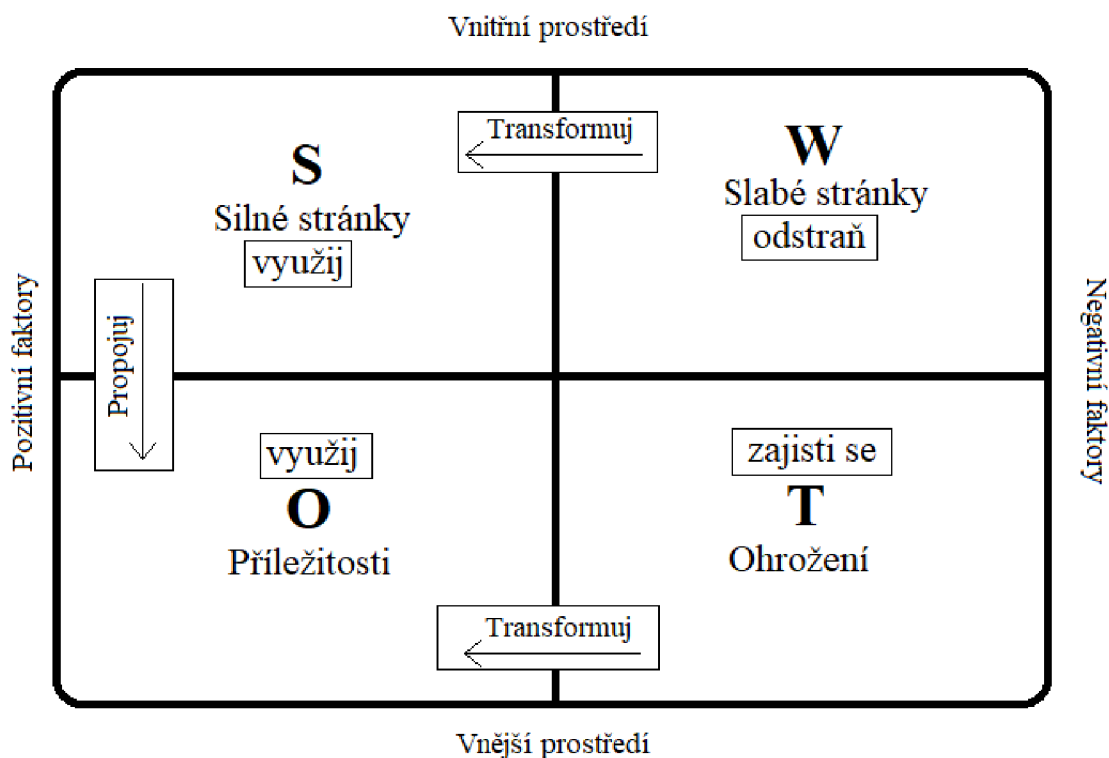 Vnitřní prostředí
Transformuj
S
Silné stránky
využij
W
Slabé stránky
odstraň
Pozitivní faktory
Propojuj
Negativní faktory
využij
O
Příležitosti
zajisti se
T
Ohrožení
Transformuj
Vnější prostředí